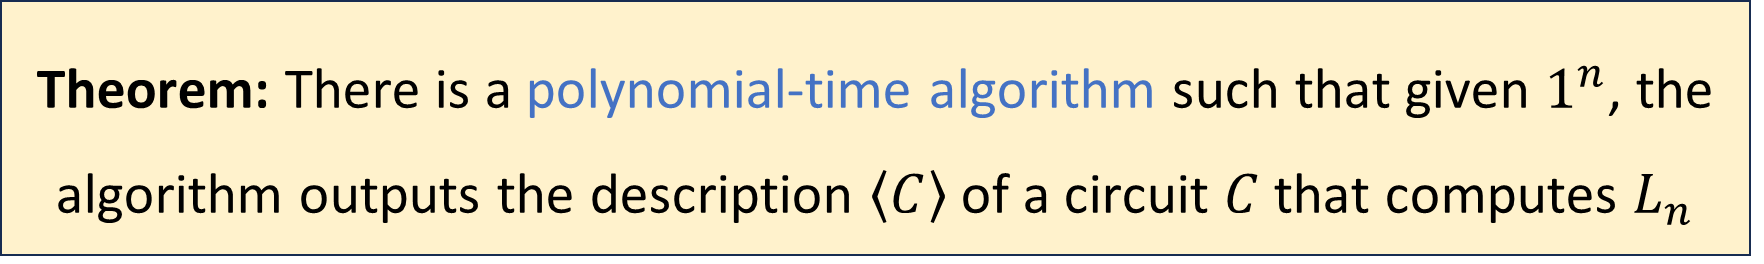 Theorem: There is a polynomial-time algorithm such that given 1ⁿ, the
algorithm outputs the description ⟨C⟩ of a circuit C that computes Lₙ